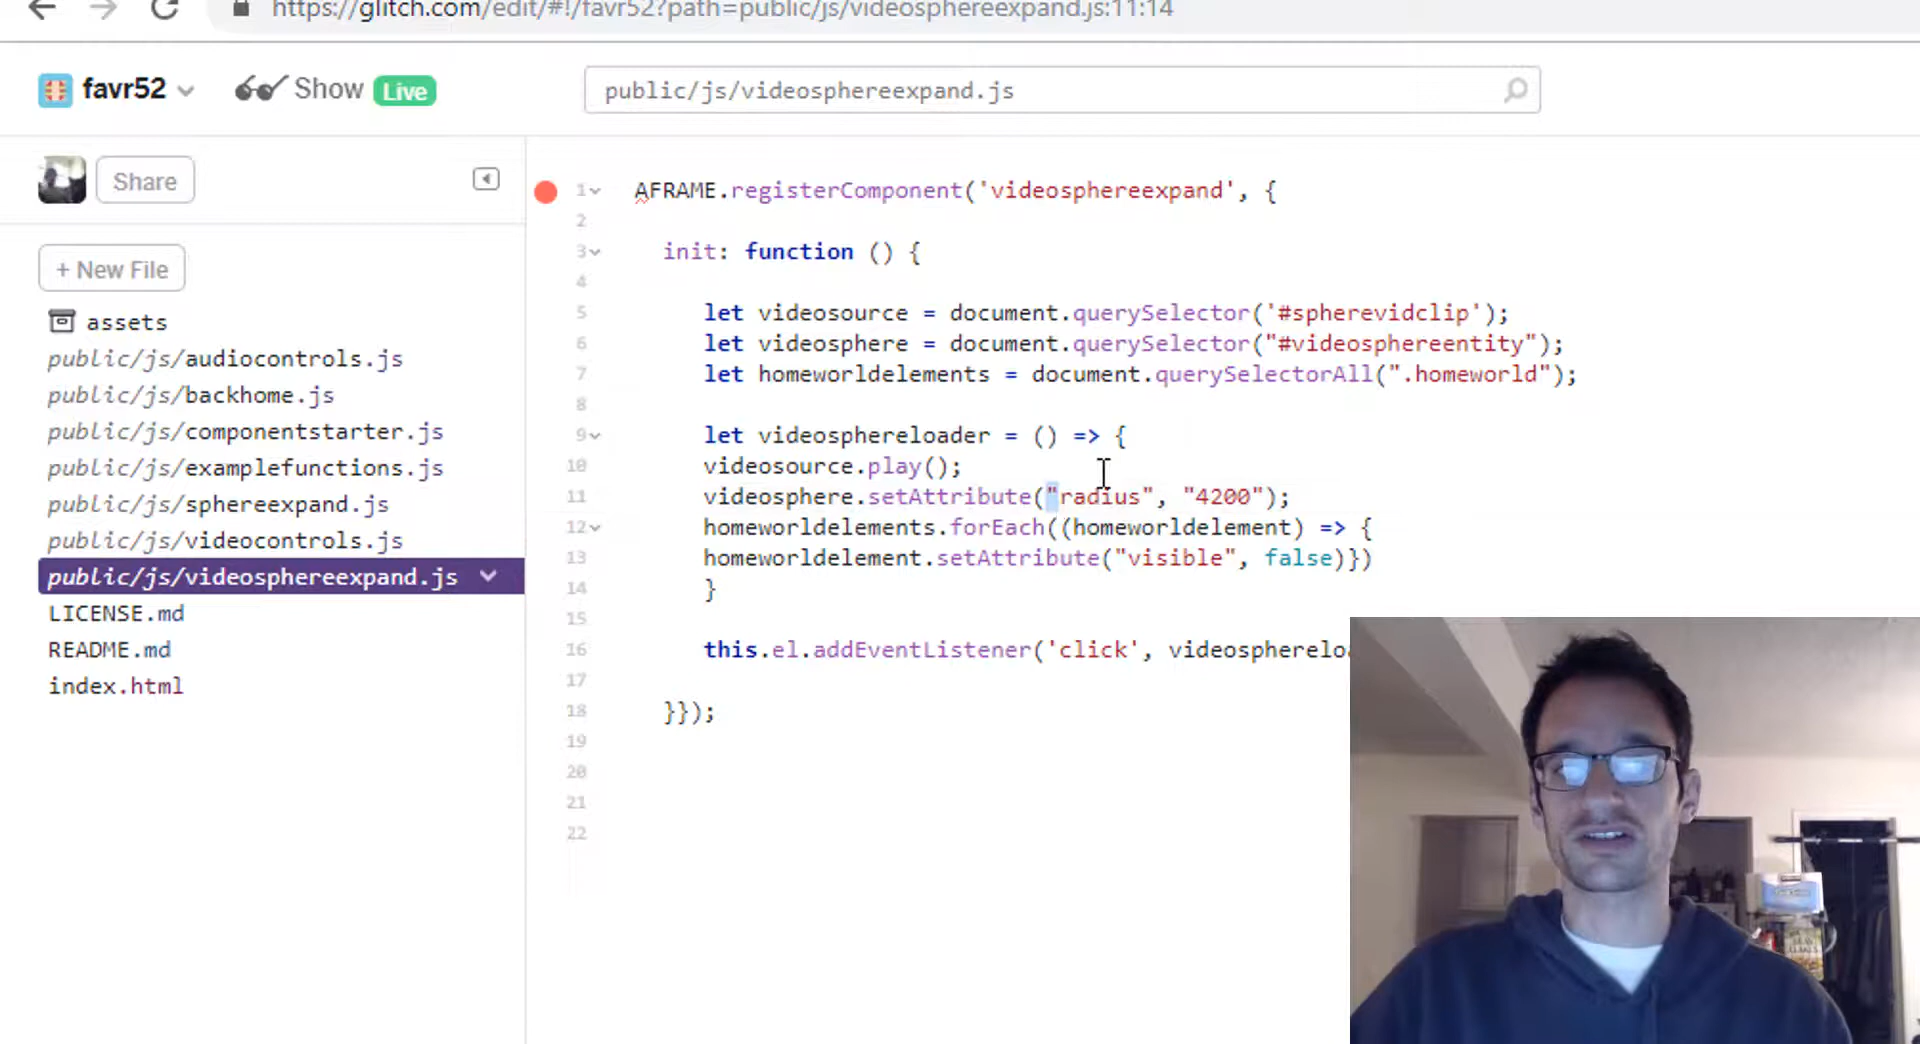 https://glitch.com/edit/#!/favr52?path=public/js/videosphereexpand.js:11:14
favr52 Show Live
public/js/videosphereexpand.js
Share
+ New File
assets
public/js/audiocontrols.js
public/js/backhome.js
public/js/componentstarter.js
public/js/examplefunctions.js
public/js/sphereexpand.js
public/js/videocontrols.js
public/js/videosphereexpand.js
LICENSE.md
README.md
index.html
1 AFRAME.registerComponent('videosphereexpand', {
2
3 init: function () {
4
5 let videosource = document.querySelector('#spherevidclip');
6 let videosphere = document.querySelector("#videosphereentity");
7 let homeworldelements = document.querySelectorAll(".homeworld");
8
9 let videosphereloader = () => {
10 videosource.play();
11 videosphere.setAttribute("radius", "4200");
12 homeworldelements.forEach((homeworldelement) => {
13 homeworldelement.setAttribute("visible", false)})
14 }
15
16 this.el.addEventListener('click', videosphereloa
17
18 }});
19
20
21
22